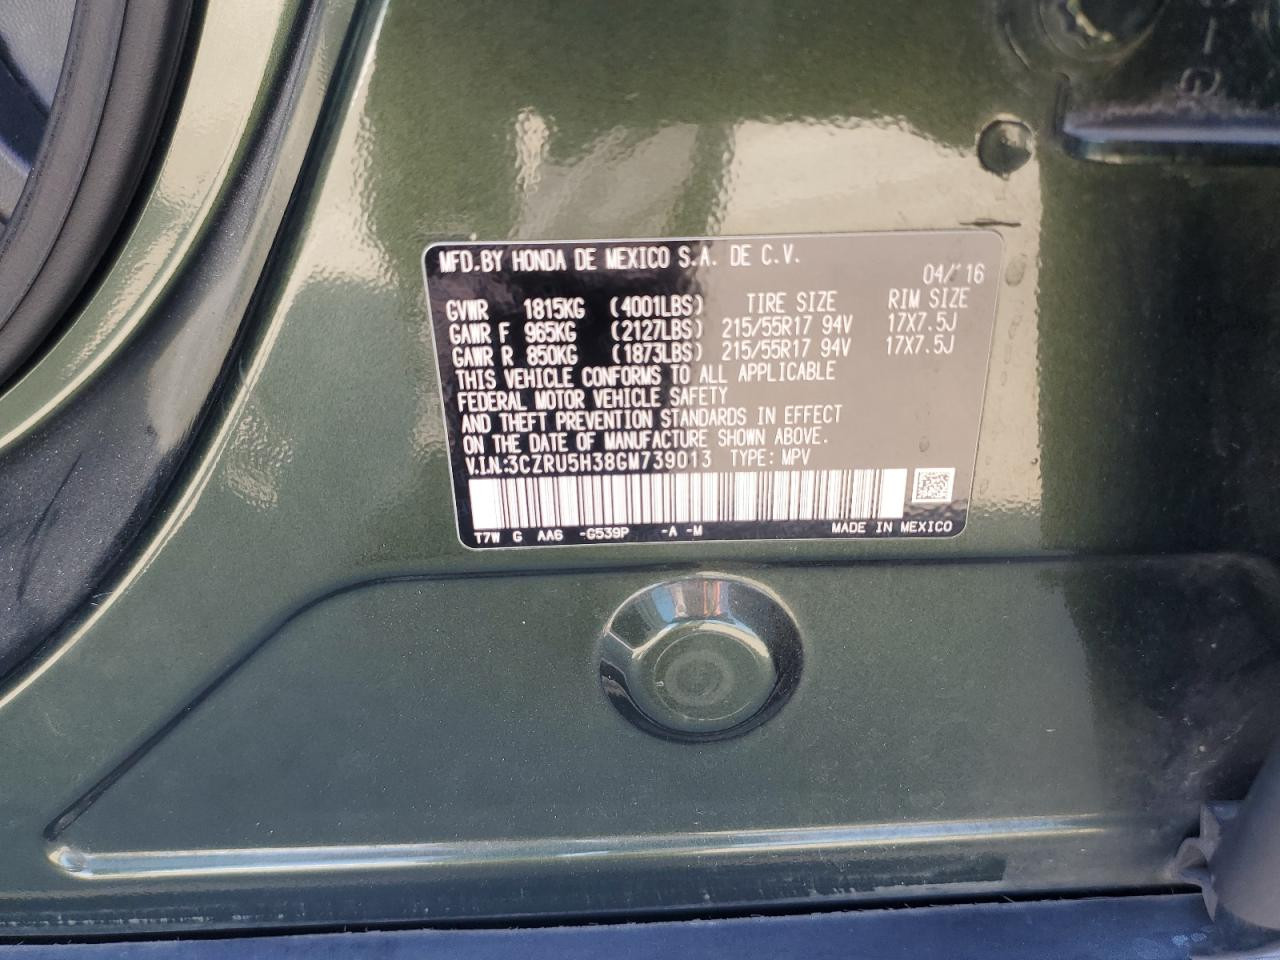 MFD.BY HONDA DE MEXICO S.A. DE C.V.
04/16
GVWR 1815KG (4001LBS) TIRE SIZE RIM SIZE
GAWR F 965KG (2127LBS) 215/55R17 94V 17X7.5J
GAWR R 850KG (1873LBS) 215/55R17 94V 17X7.5J
THIS VEHICLE CONFORMS TO ALL APPLICABLE
FEDERAL MOTOR VEHICLE SAFETY
AND THEFT PREVENTION STANDARDS IN EFFECT
ON THE DATE OF MANUFACTURE SHOWN ABOVE.
V.I.N:3CZRU5H38GM739013 TYPE: MPV
T7W G AA6 -G539P -A -M MADE IN MEXICO